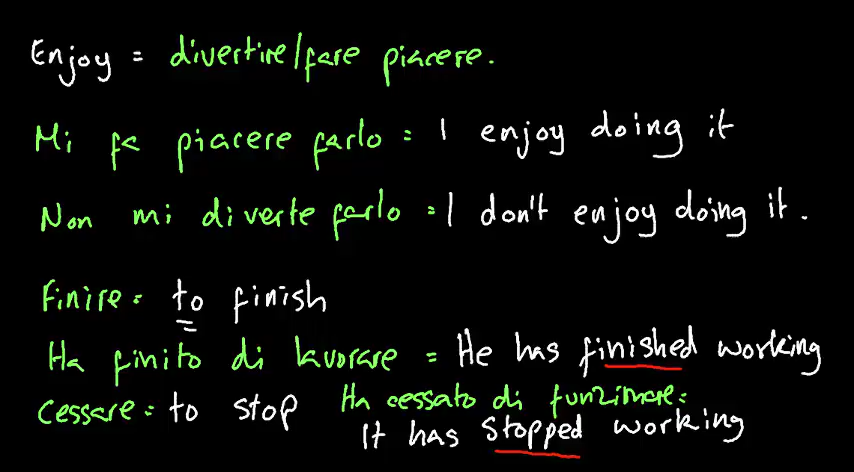 Enjoy = divertire/fare piacere.
Mi fa piacere farlo = I enjoy doing it
Non mi diverte farlo = I don't enjoy doing it.
Finire = to finish
Ha finito di lavorare = He has finished working
cessare = to stop Ha cessato di funzionare =
It has stopped working